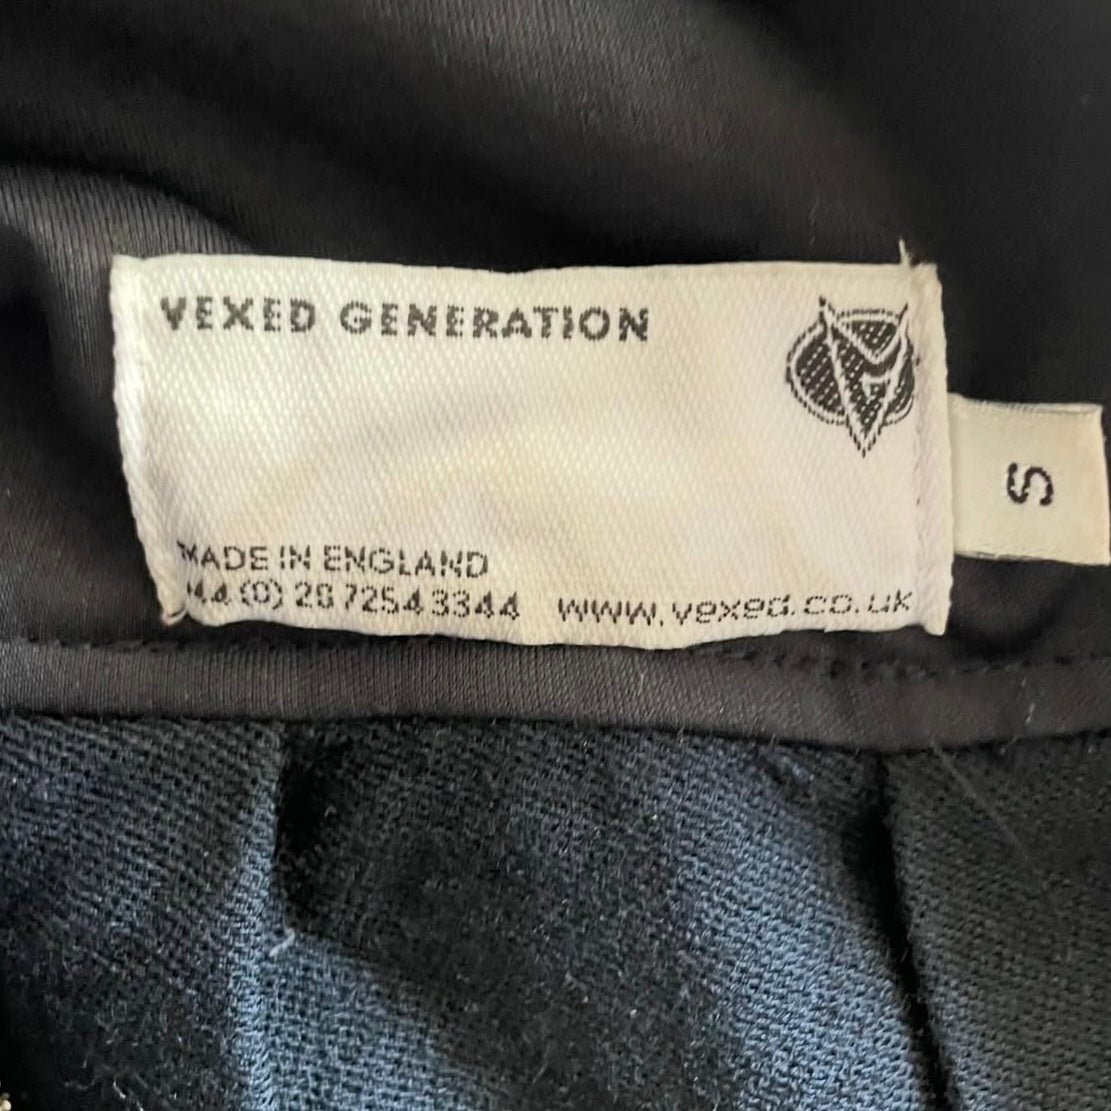 VEXED GENERATION
S
MADE IN ENGLAND
44 (0) 20 7254 3344 www.vexed.co.uk